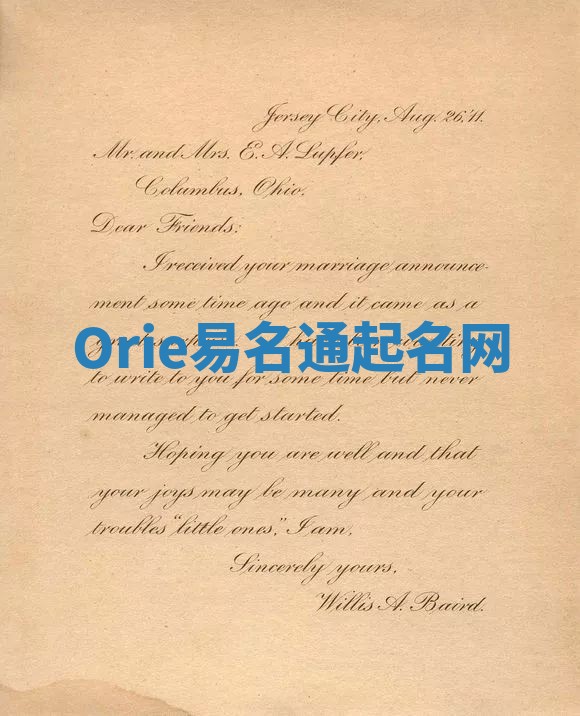 Jersey City, Aug. 26,'11.
Mr. and Mrs. E. A. Lupfer,
Columbus, Ohio.
Dear Friends:
I received your marriage announce-
ment some time ago and it came as a
Orie易名通起名网
to write to you for some time but never
managed to get started.
Hoping you are well and that
your joys may be many and your
troubles "little ones," I am,
Sincerely yours,
Willis A. Baird.